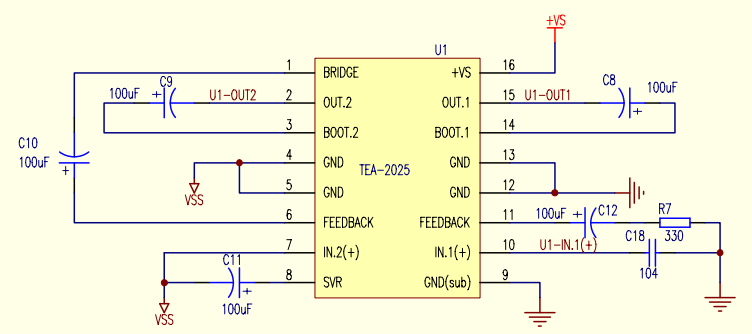 +VS
U1
1 BRIDGE +VS 16
C9 C8
100uF + U1-OUT2 2 OUT.2 OUT.1 15 U1-OUT1 100uF
+
3 BOOT.2 BOOT.1 14
C10
100uF
+
4 GND GND 13
TEA-2025
VSS 5 GND GND 12
6 FEEDBACK FEEDBACK 11 100uF + C12 R7
330
7 IN.2(+) IN.1(+) 10 U1-IN.1(+) C18
C11 104
8 SVR GND(sub) 9
+
100uF
VSS